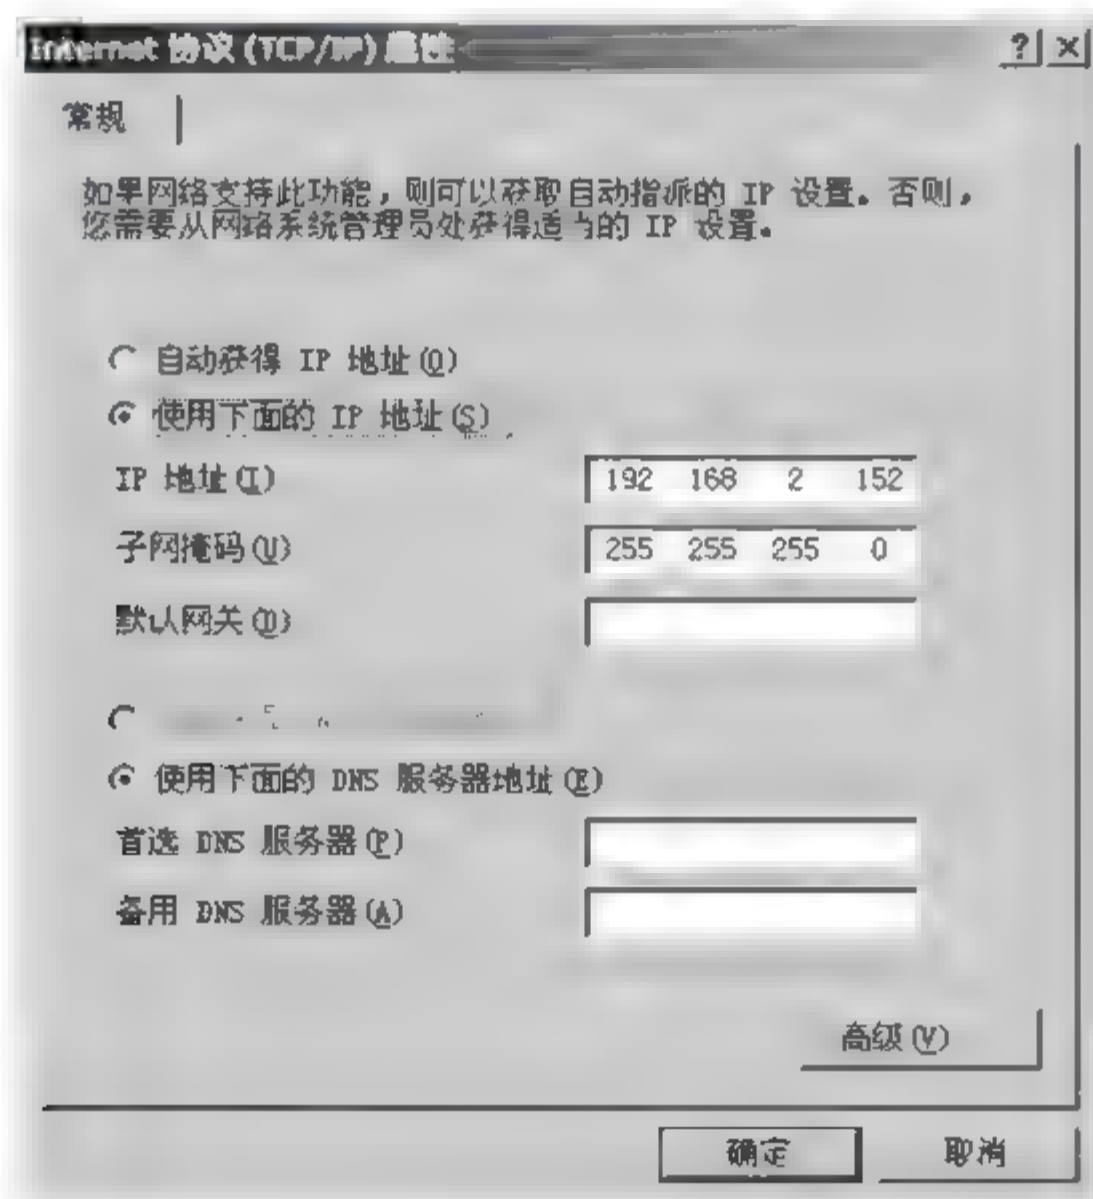 Internet 协议 (TCP/IP) 属性
常规
如果网络支持此功能，则可以获取自动指派的 IP 设置。否则，
您需要从网络系统管理员处获得适当的 IP 设置。
自动获得 IP 地址(O)
使用下面的 IP 地址(S)
IP 地址(I) 192 168 2 152
子网掩码(U) 255 255 255 0
默认网关(D)
使用下面的 DNS 服务器地址(E)
首选 DNS 服务器(P)
备用 DNS 服务器(A)
高级(V)
确定 取消